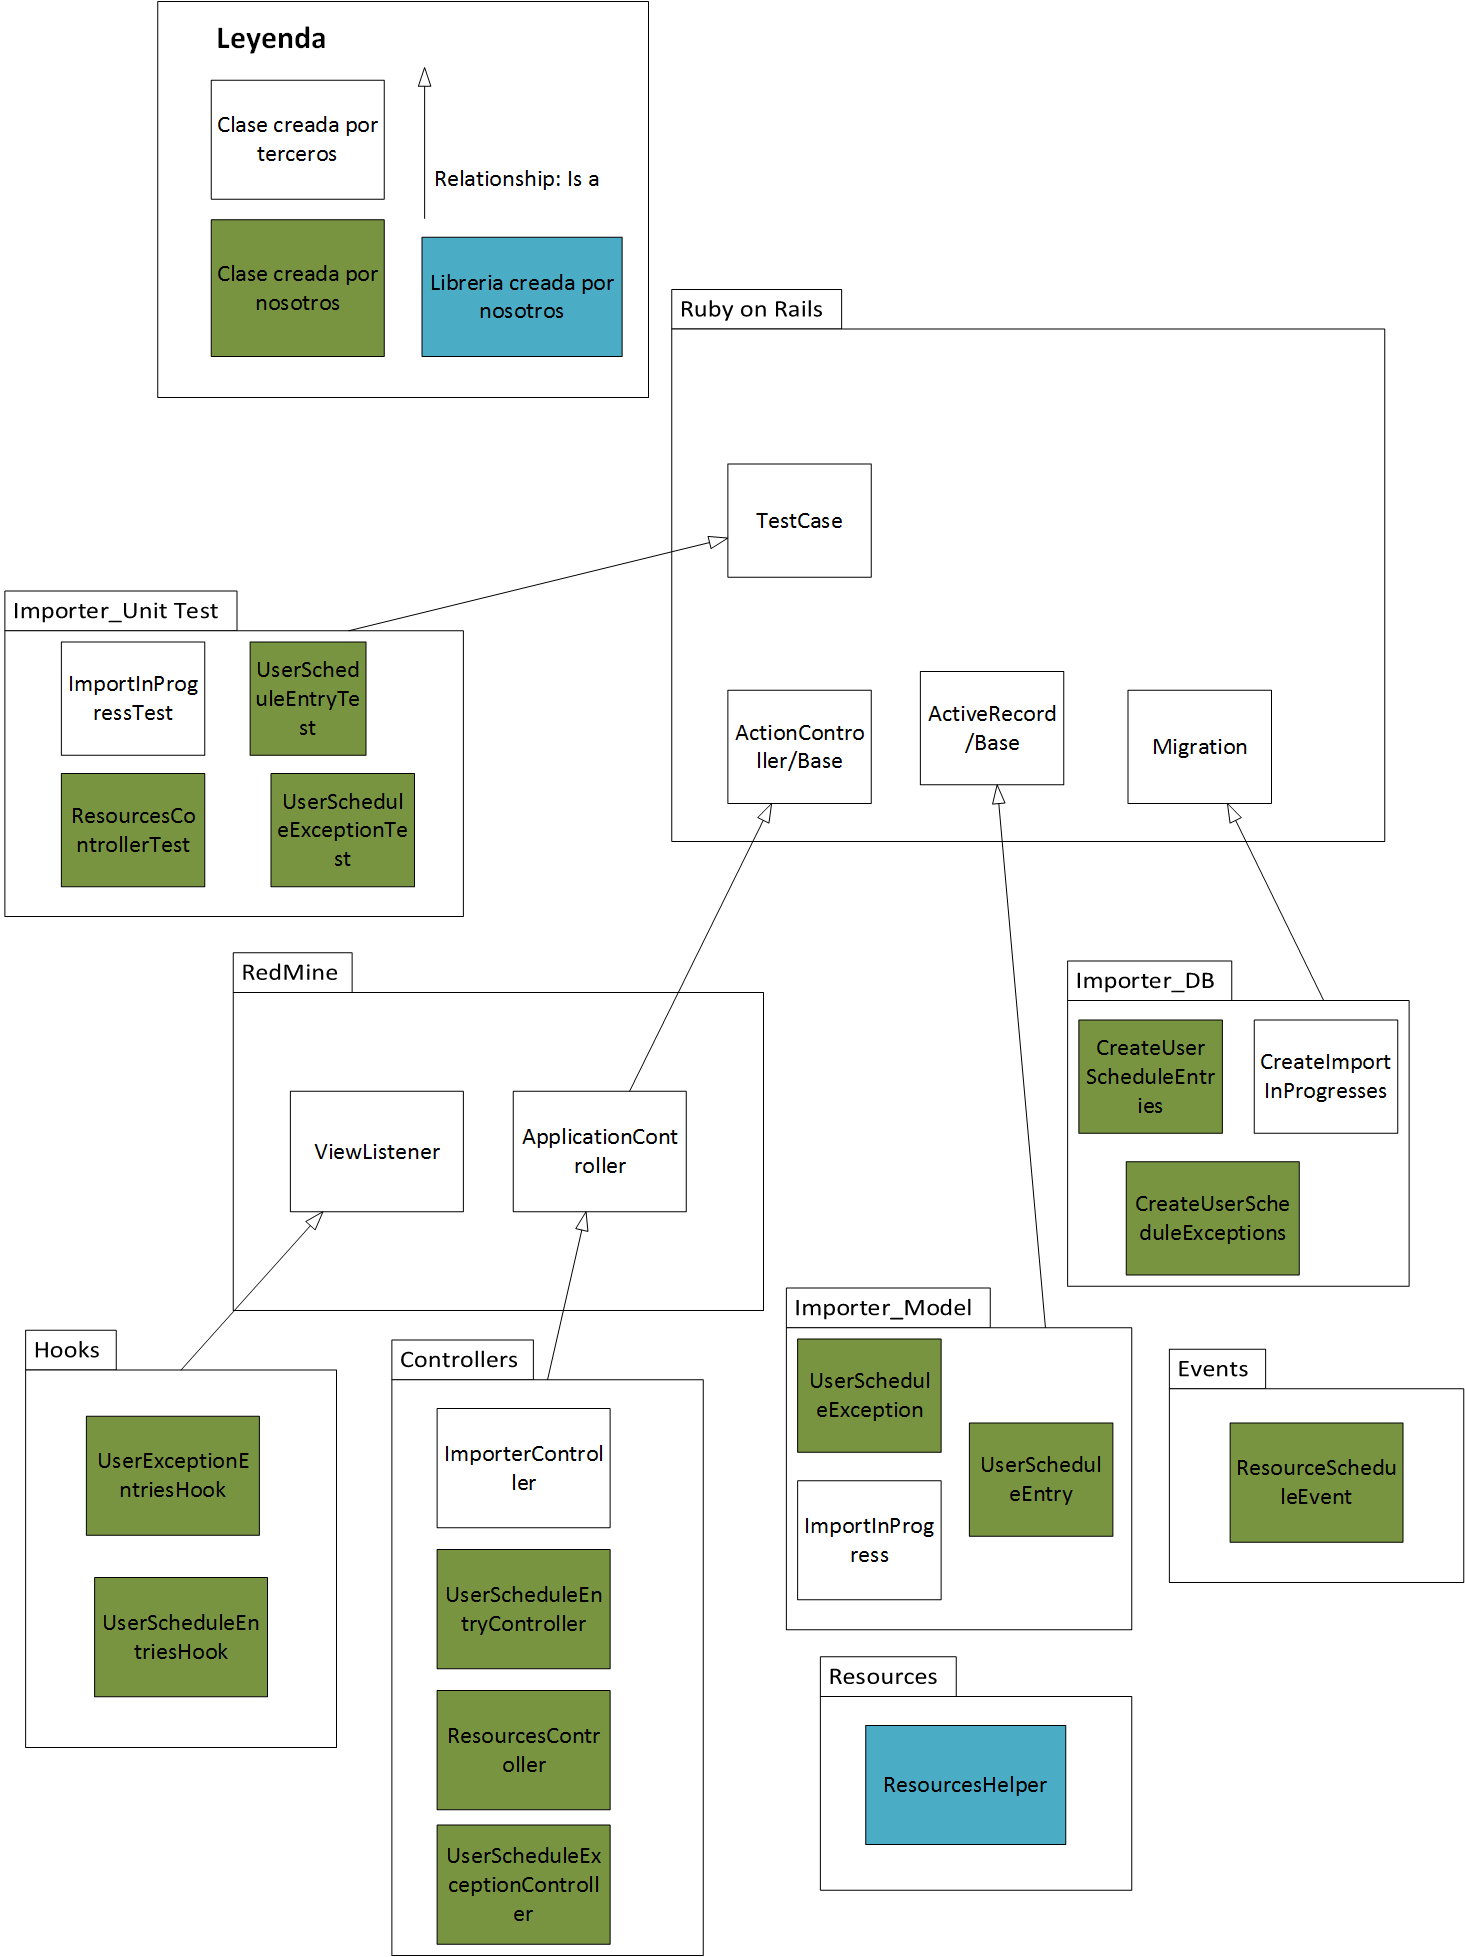 Leyenda
Clase creada por
terceros
Relationship: Is a
Clase creada por
nosotros
Libreria creada por
nosotros
Ruby on Rails
TestCase
ActionContro
ller/Base
ActiveRecord
/Base
Migration
Importer_Unit Test
ImportInProg
ressTest
UserSched
uleEntryTe
st
ResourcesCo
ntrollerTest
UserSchedul
eExceptionTe
st
RedMine
ViewListener
ApplicationCont
roller
Importer_DB
CreateUser
ScheduleEntr
ies
CreateImport
InProgresses
CreateUserSche
duleExceptions
Hooks
UserExceptionE
ntriesHook
UserScheduleEn
triesHook
Controllers
ImporterControl
ler
UserScheduleEn
tryController
ResourcesContr
oller
UserScheduleEx
ceptionControll
er
Importer_Model
UserSchedul
eException
UserSchedul
eEntry
ImportInProg
ress
Events
ResourceSchedu
leEvent
Resources
ResourcesHelper